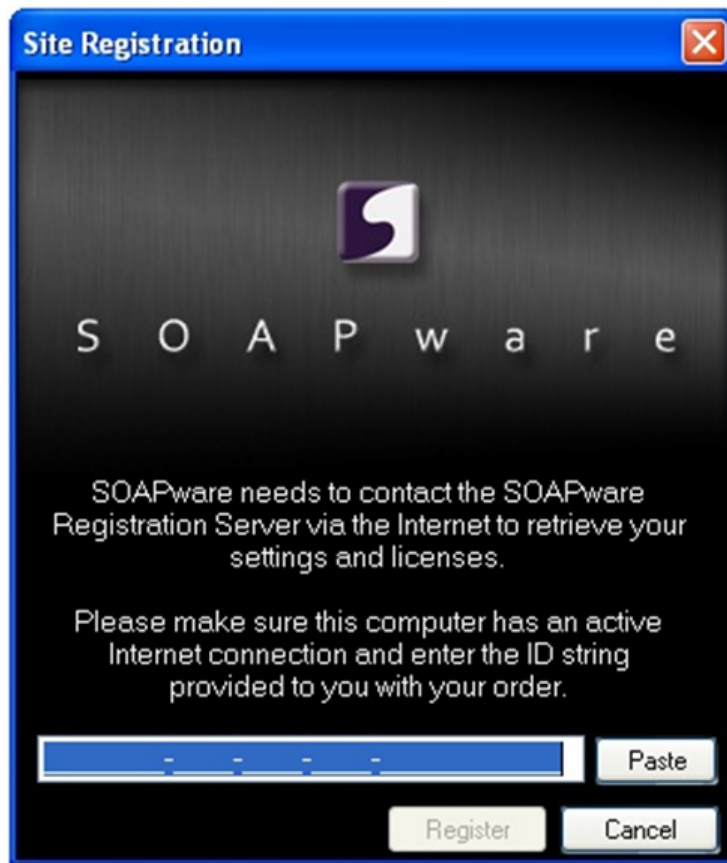 Site Registration
SOAPware
SOAPware needs to contact the SOAPware
Registration Server via the Internet to retrieve your
settings and licenses.
Please make sure this computer has an active
Internet connection and enter the ID string
provided to you with your order.
- - - -
Paste
Register
Cancel